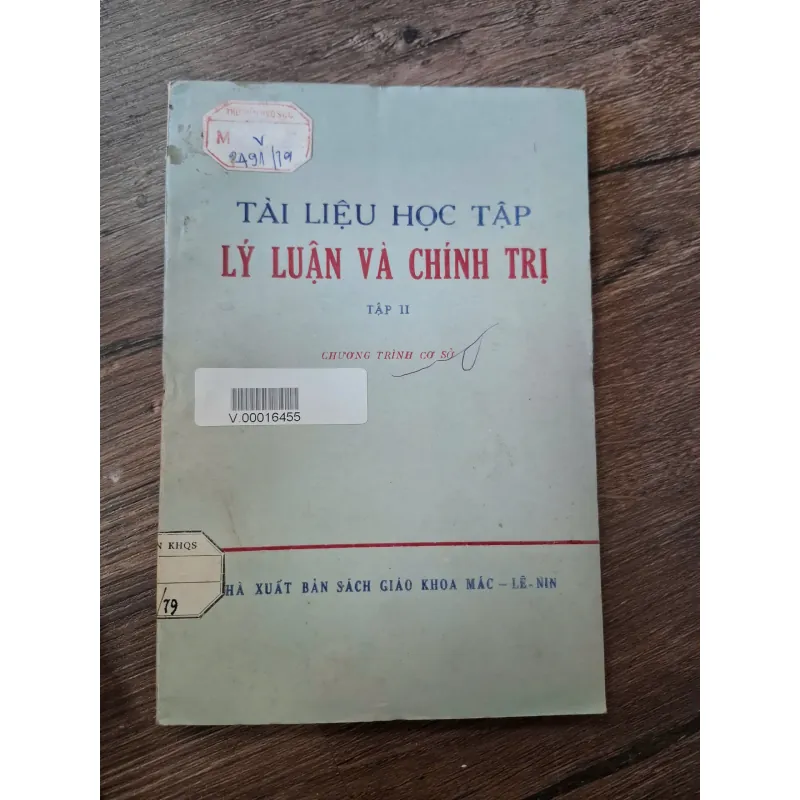 M V
2491/79
TÀI LIỆU HỌC TẬP
LÝ LUẬN VÀ CHÍNH TRỊ
TẬP II
CHƯƠNG TRÌNH CƠ SỞ
V.00016455
N KHQS
/79
HÀ XUẤT BẢN SÁCH GIÁO KHOA MÁC - LÊ-NIN